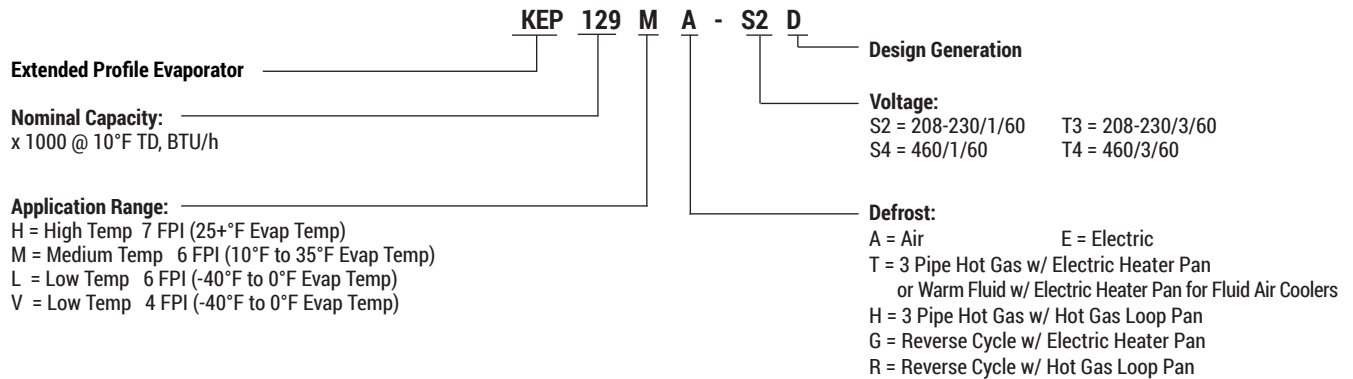 KEP 129 M A - S2 D
Extended Profile Evaporator
Nominal Capacity:
x 1000 @ 10°F TD, BTU/h
Application Range:
H = High Temp 7 FPI (25+°F Evap Temp)
M = Medium Temp 6 FPI (10°F to 35°F Evap Temp)
L = Low Temp 6 FPI (-40°F to 0°F Evap Temp)
V = Low Temp 4 FPI (-40°F to 0°F Evap Temp)
Design Generation
Voltage:
S2 = 208-230/1/60 T3 = 208-230/3/60
S4 = 460/1/60 T4 = 460/3/60
Defrost:
A = Air E = Electric
T = 3 Pipe Hot Gas w/ Electric Heater Pan
or Warm Fluid w/ Electric Heater Pan for Fluid Air Coolers
H = 3 Pipe Hot Gas w/ Hot Gas Loop Pan
G = Reverse Cycle w/ Electric Heater Pan
R = Reverse Cycle w/ Hot Gas Loop Pan